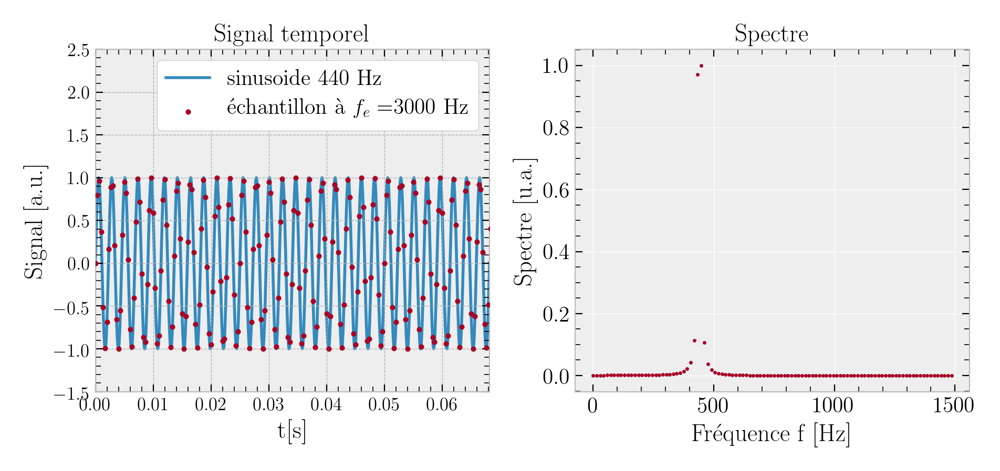 Signal temporel
2.5
2.0
1.5
1.0
0.5
0.0
−0.5
−1.0
−1.5
Signal [a.u.]
sinusoide 440 Hz
échantillon à fₑ =3000 Hz
0.00 0.01 0.02 0.03 0.04 0.05 0.06
t[s]
Spectre
1.0
0.8
0.6
0.4
0.2
0.0
Spectre [u.a.]
0 500 1000 1500
Fréquence f [Hz]